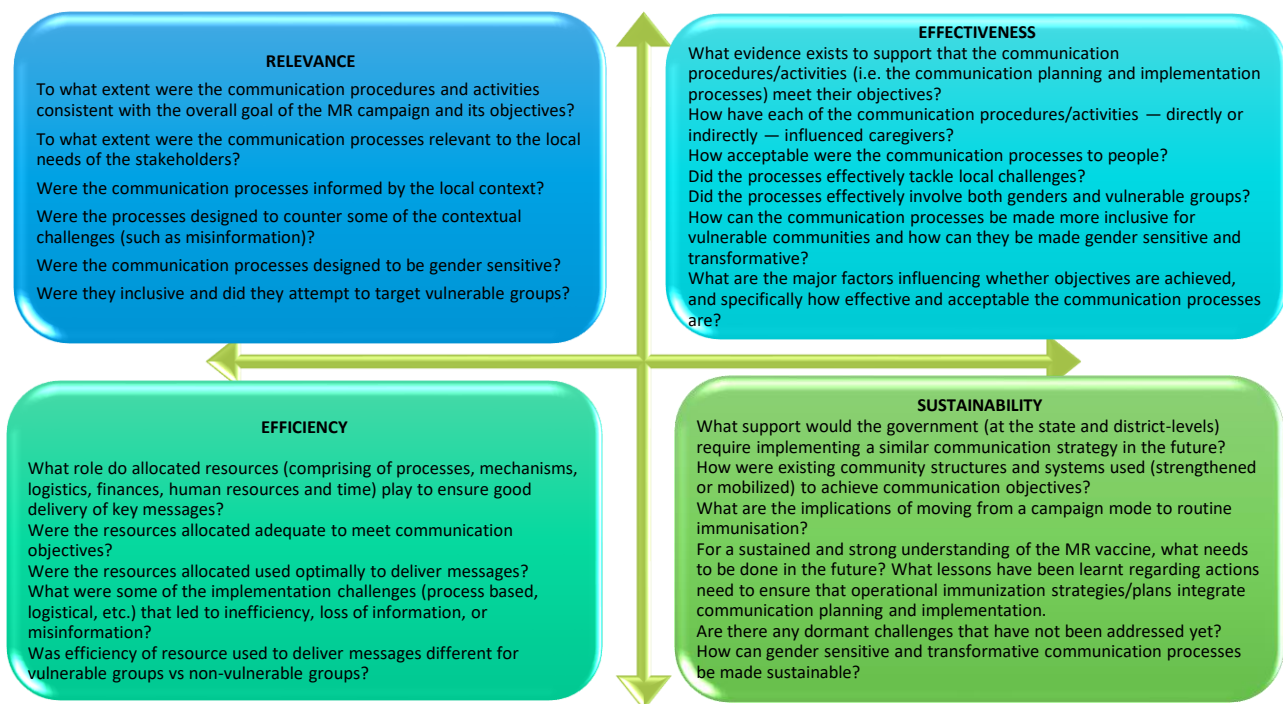 RELEVANCE
To what extent were the communication procedures and activities
consistent with the overall goal of the MR campaign and its objectives?
To what extent were the communication processes relevant to the local
needs of the stakeholders?
Were the communication processes informed by the local context?
Were the processes designed to counter some of the contextual
challenges (such as misinformation)?
Were the communication processes designed to be gender sensitive?
Were they inclusive and did they attempt to target vulnerable groups?
EFFECTIVENESS
What evidence exists to support that the communication
procedures/activities (i.e. the communication planning and implementation
processes) meet their objectives?
How have each of the communication procedures/activities — directly or
indirectly — influenced caregivers?
How acceptable were the communication processes to people?
Did the processes effectively tackle local challenges?
Did the processes effectively involve both genders and vulnerable groups?
How can the communication processes be made more inclusive for
vulnerable communities and how can they be made gender sensitive and
transformative?
What are the major factors influencing whether objectives are achieved,
and specifically how effective and acceptable the communication processes
are?
EFFICIENCY
What role do allocated resources (comprising of processes, mechanisms,
logistics, finances, human resources and time) play to ensure good
delivery of key messages?
Were the resources allocated adequate to meet communication
objectives?
Were the resources allocated used optimally to deliver messages?
What were some of the implementation challenges (process based,
logistical, etc.) that led to inefficiency, loss of information, or
misinformation?
Was efficiency of resource used to deliver messages different for
vulnerable groups vs non-vulnerable groups?
SUSTAINABILITY
What support would the government (at the state and district-levels)
require implementing a similar communication strategy in the future?
How were existing community structures and systems used (strengthened
or mobilized) to achieve communication objectives?
What are the implications of moving from a campaign mode to routine
immunisation?
For a sustained and strong understanding of the MR vaccine, what needs
to be done in the future? What lessons have been learnt regarding actions
need to ensure that operational immunization strategies/plans integrate
communication planning and implementation.
Are there any dormant challenges that have not been addressed yet?
How can gender sensitive and transformative communication processes
be made sustainable?